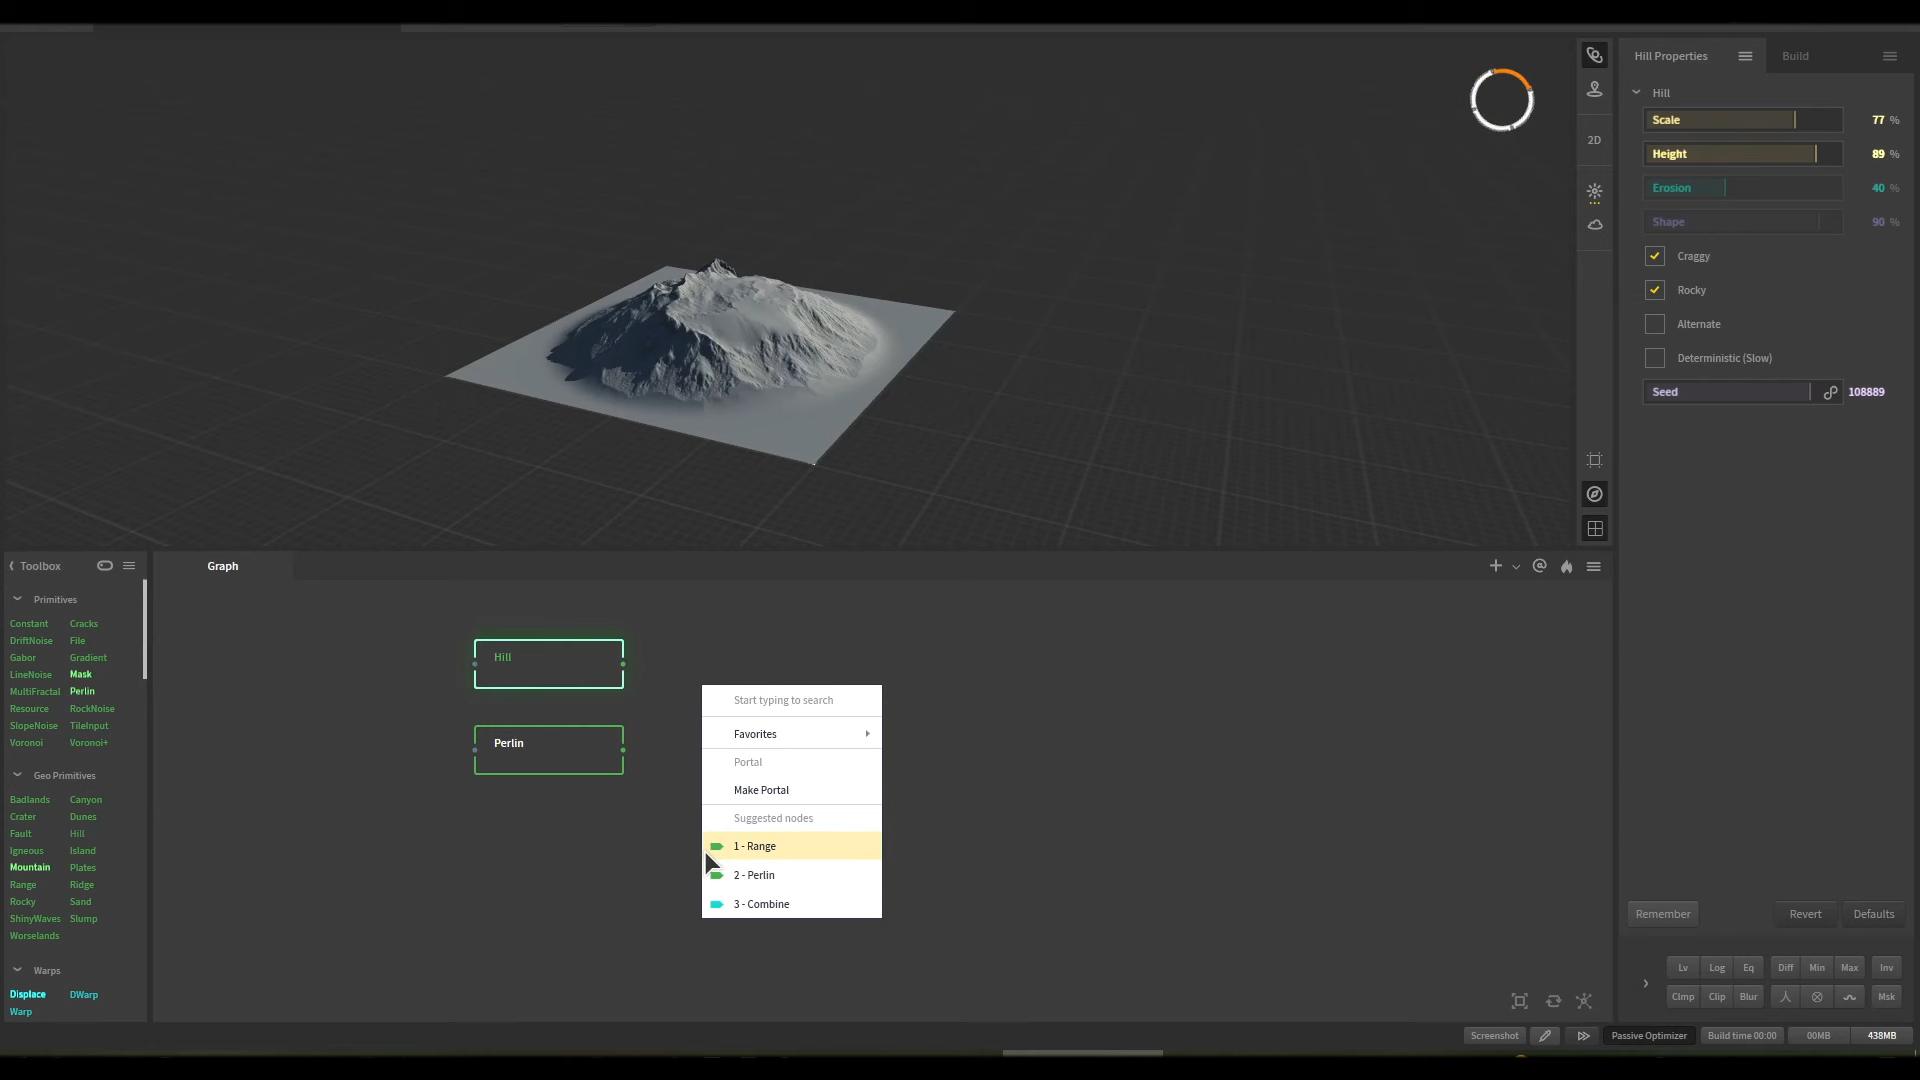 Hill Properties
Build
Hill
Scale 77 %
Height 89 %
Erosion 40 %
Shape 90 %
Craggy
Rocky
Alternate
Deterministic (Slow)
Seed 108889
2D
Toolbox
Graph
Primitives
Constant Cracks
DriftNoise File
Gabor Gradient
LineNoise Mask
MultiFractal Perlin
Resource RockNoise
SlopeNoise TileInput
Voronoi Voronoi+
Geo Primitives
Badlands Canyon
Crater Dunes
Fault Hill
Igneous Island
Mountain Plates
Range Ridge
Rocky Sand
ShinyWaves Slump
Worselands
Warps
Displace DWarp
Warp
Hill
Perlin
Start typing to search
Favorites
Portal
Make Portal
Suggested nodes
1 - Range
2 - Perlin
3 - Combine
Remember Revert Defaults
Lv Log Eq Diff Min Max Inv
Clmp Clip Blur Msk
Screenshot Passive Optimizer Build time 00:00 00MB 438MB